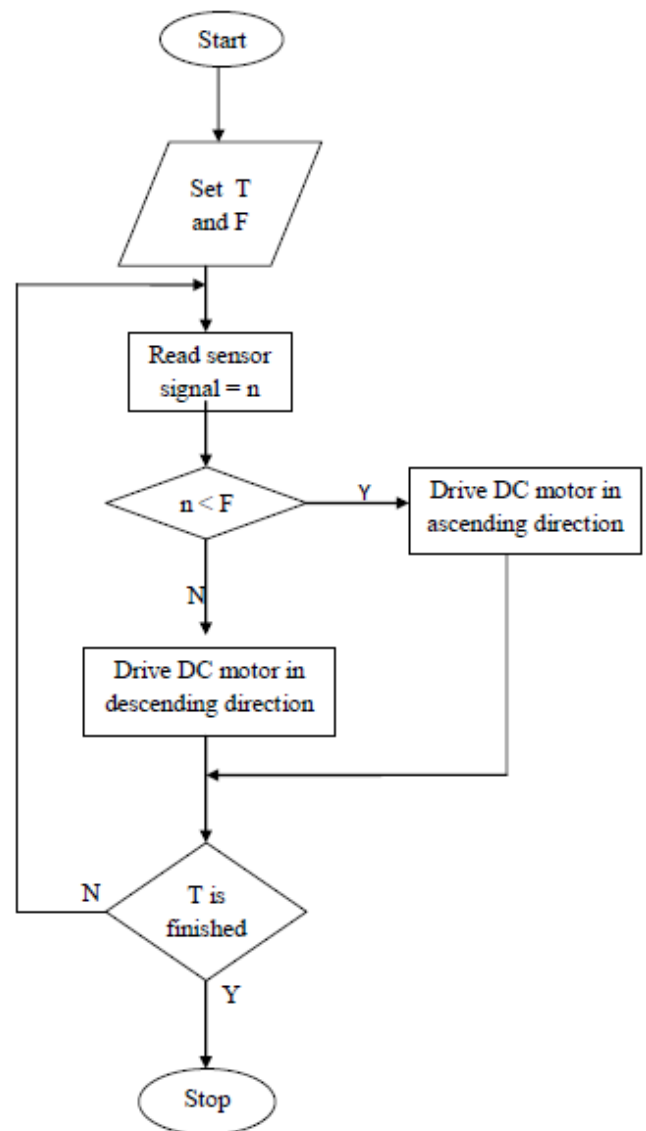 Start
Set T
and F
Read sensor
signal = n
n < F
Y
Drive DC motor in
ascending direction
N
Drive DC motor in
descending direction
N
T is
finished
Y
Stop